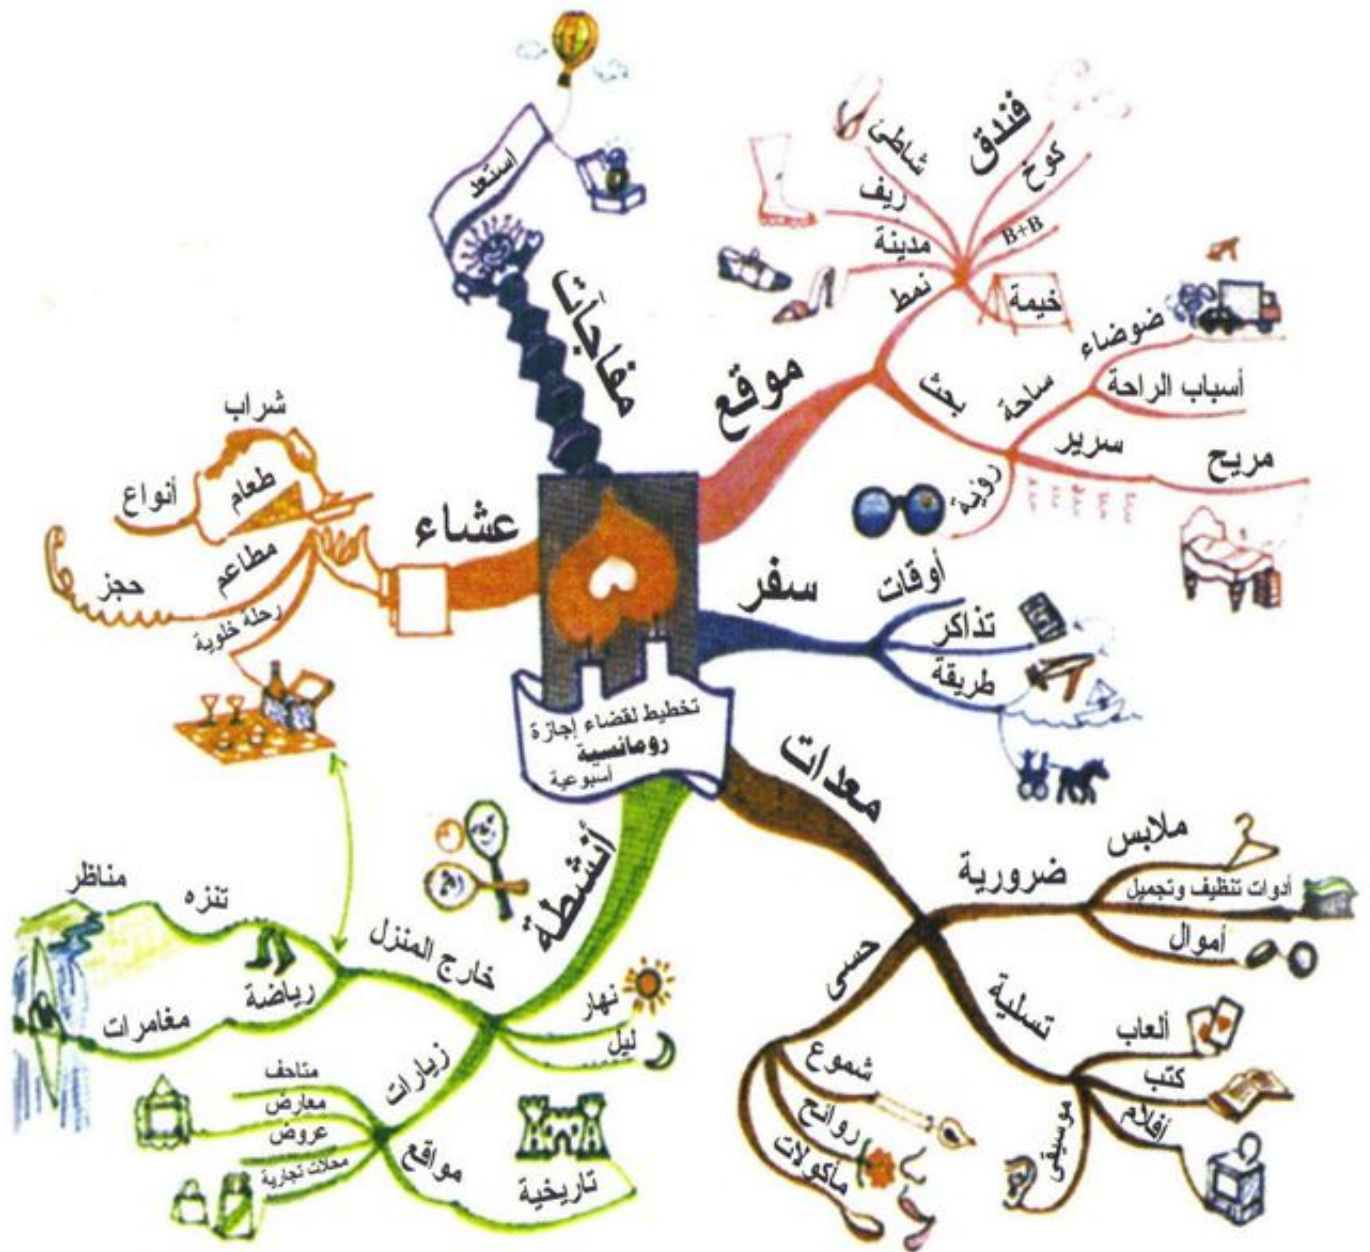 تخطيط لقضاء إجازة
رومانسية
أسبوعية
مفاجآت
إستعد
موقع
نمط
شاطئ
ريف
مدينة
فندق
كوخ
B+B
خيمة
بحث
ساحة
ضوضاء
أسباب الراحة
سرير
مريح
رؤية
سفر
أوقات
تذاكر
طريقة
معدات
ضرورية
ملابس
أدوات تنظيف وتجميل
أموال
تسلية
ألعاب
كتب
أفلام
موسيقى
حسى
شموع
روائح
مأكولات
أنشطة
نهار
ليل
خارج المنزل
تنزه
مناظر
رياضة
مغامرات
زيارات
متاحف
معارض
عروض
محلات تجارية
مواقع
تاريخية
عشاء
شراب
طعام
أنواع
مطاعم
حجز
رحلة خلوية